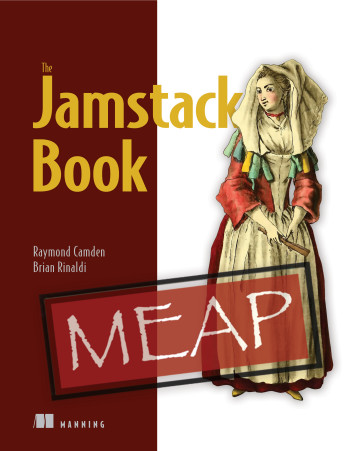 The
Jamstack
Book
Raymond Camden
Brian Rinaldi
MEAP
MANNING